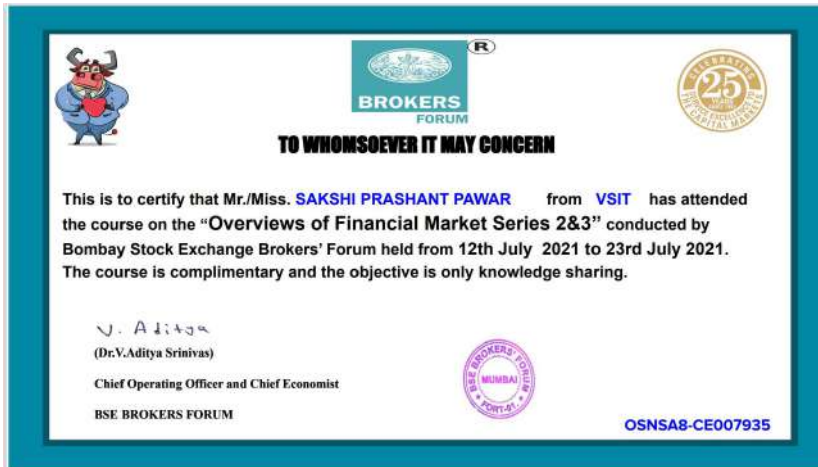 ®
BROKERS
FORUM
CELEBRATING
25
YEARS
THE CAPITAL MARKETS
TO WHOMSOEVER IT MAY CONCERN
This is to certify that Mr./Miss. SAKSHI PRASHANT PAWAR from VSIT has attended
the course on the “Overviews of Financial Market Series 2&3” conducted by
Bombay Stock Exchange Brokers’ Forum held from 12th July 2021 to 23rd July 2021.
The course is complimentary and the objective is only knowledge sharing.
V. Aditya
(Dr.V.Aditya Srinivas)
Chief Operating Officer and Chief Economist
BSE BROKERS FORUM
BSE BROKERS' FORUM
MUMBAI
FORT-01.
OSNSA8-CE007935